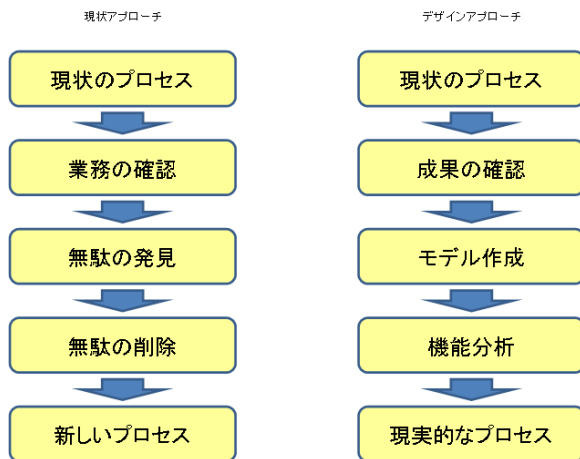 現状アプローチ
現状のプロセス
業務の確認
無駄の発見
無駄の削除
新しいプロセス
デザインアプローチ
現状のプロセス
成果の確認
モデル作成
機能分析
現実的なプロセス